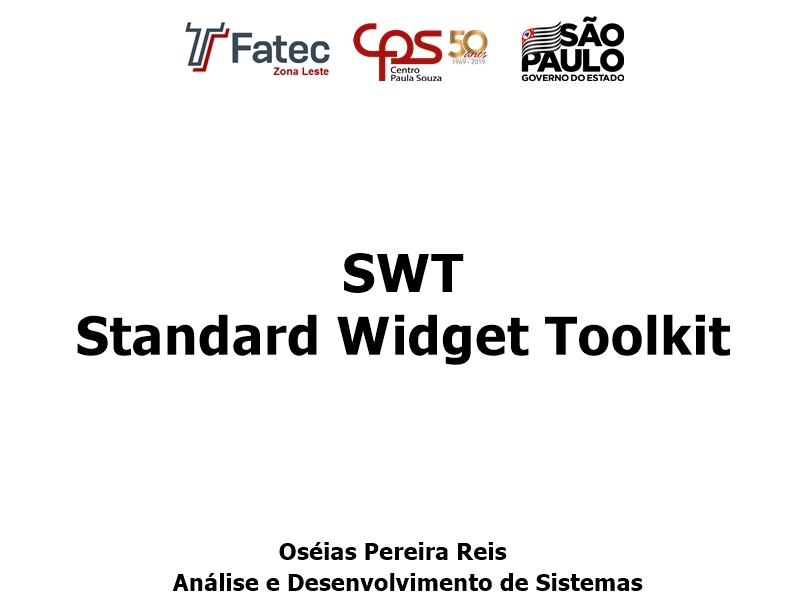 Fatec
Zona Leste
CPS 50 anos
Centro
Paula Souza
1969 - 2019
SÃO
PAULO
GOVERNO DO ESTADO
SWT
Standard Widget Toolkit
Oséias Pereira Reis
Análise e Desenvolvimento de Sistemas